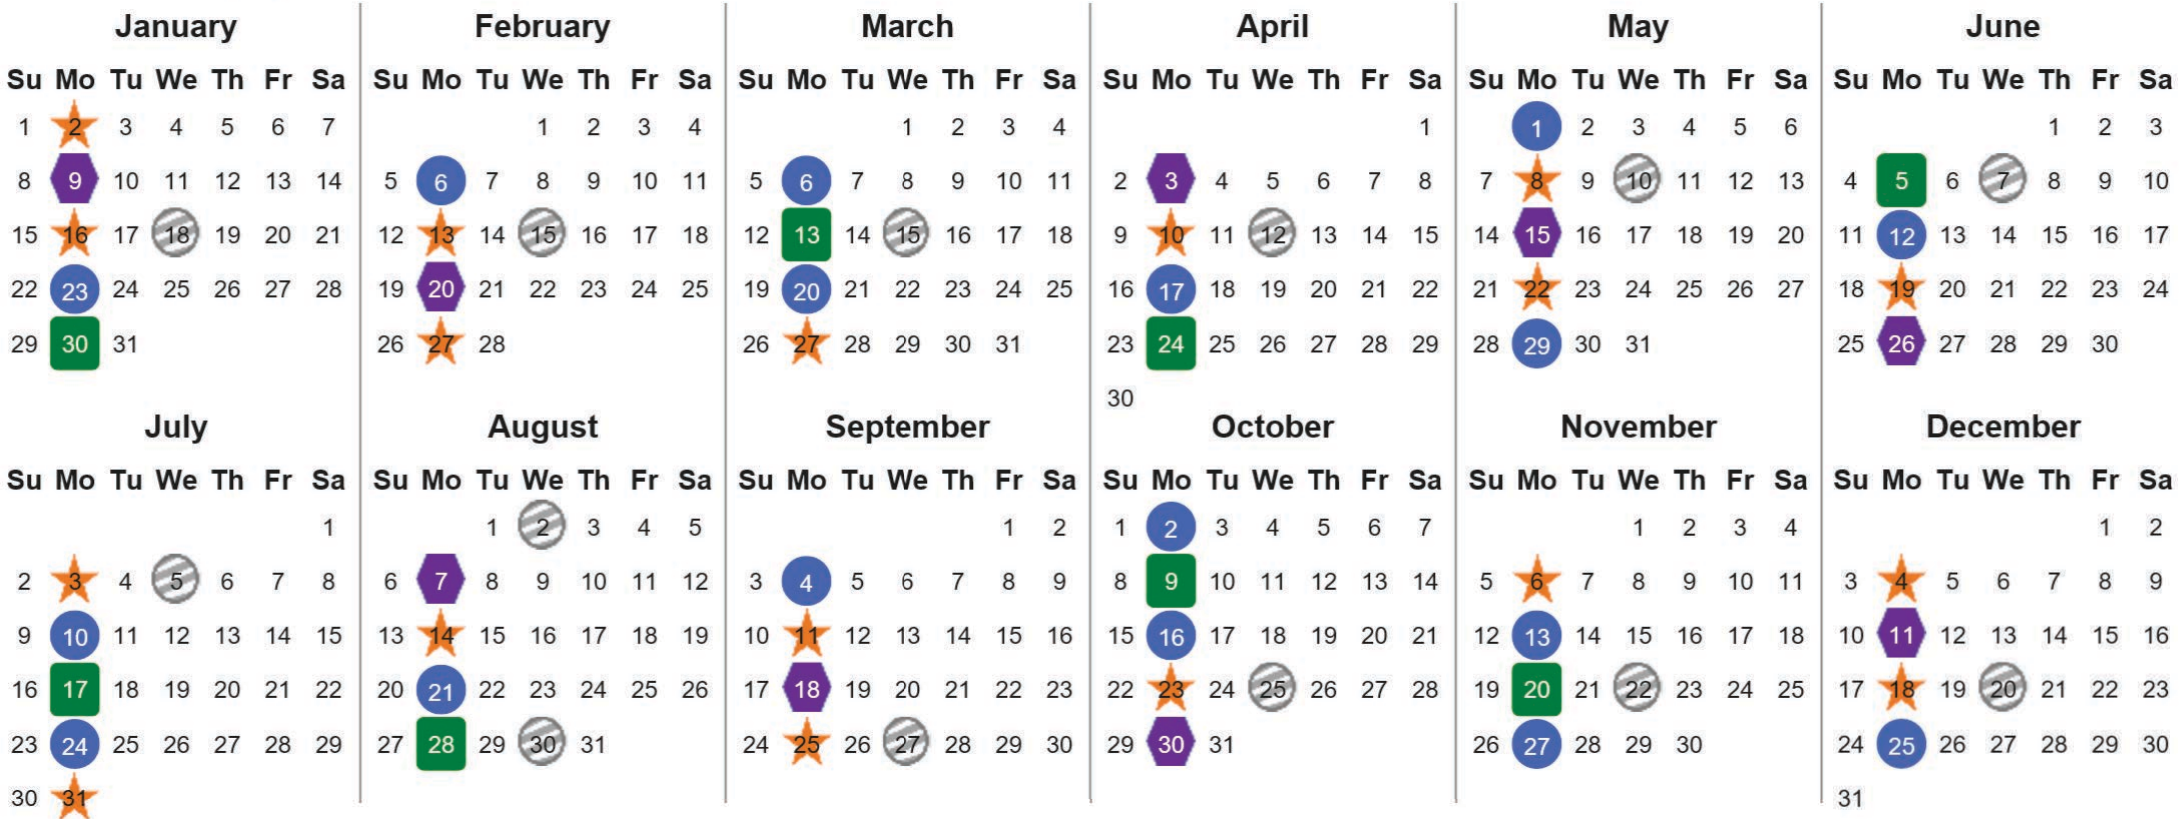 January February March April May June
Su Mo Tu We Th Fr Sa Su Mo Tu We Th Fr Sa Su Mo Tu We Th Fr Sa Su Mo Tu We Th Fr Sa Su Mo Tu We Th Fr Sa Su Mo Tu We Th Fr Sa
1 2 3 4 5 6 7 1 2 3 4 1 2 3 4 1 1 2 3 4 5 6 1 2 3
8 9 10 11 12 13 14 5 6 7 8 9 10 11 5 6 7 8 9 10 11 2 3 4 5 6 7 8 7 8 9 10 11 12 13 4 5 6 7 8 9 10
15 16 17 18 19 20 21 12 13 14 15 16 17 18 12 13 14 15 16 17 18 9 10 11 12 13 14 15 14 15 16 17 18 19 20 11 12 13 14 15 16 17
22 23 24 25 26 27 28 19 20 21 22 23 24 25 19 20 21 22 23 24 25 16 17 18 19 20 21 22 21 22 23 24 25 26 27 18 19 20 21 22 23 24
29 30 31 26 27 28 26 27 28 29 30 31 23 24 25 26 27 28 29 28 29 30 31 25 26 27 28 29 30
30
July August September October November December
Su Mo Tu We Th Fr Sa Su Mo Tu We Th Fr Sa Su Mo Tu We Th Fr Sa Su Mo Tu We Th Fr Sa Su Mo Tu We Th Fr Sa Su Mo Tu We Th Fr Sa
1 1 2 3 4 5 1 2 1 2 3 4 5 6 7 1 2 3 4 1 2
2 3 4 5 6 7 8 6 7 8 9 10 11 12 3 4 5 6 7 8 9 8 9 10 11 12 13 14 5 6 7 8 9 10 11 3 4 5 6 7 8 9
9 10 11 12 13 14 15 13 14 15 16 17 18 19 10 11 12 13 14 15 16 15 16 17 18 19 20 21 12 13 14 15 16 17 18 10 11 12 13 14 15 16
16 17 18 19 20 21 22 20 21 22 23 24 25 26 17 18 19 20 21 22 23 22 23 24 25 26 27 28 19 20 21 22 23 24 25 17 18 19 20 21 22 23
23 24 25 26 27 28 29 27 28 29 30 31 24 25 26 27 28 29 30 29 30 31 26 27 28 29 30 24 25 26 27 28 29 30
30 31 31